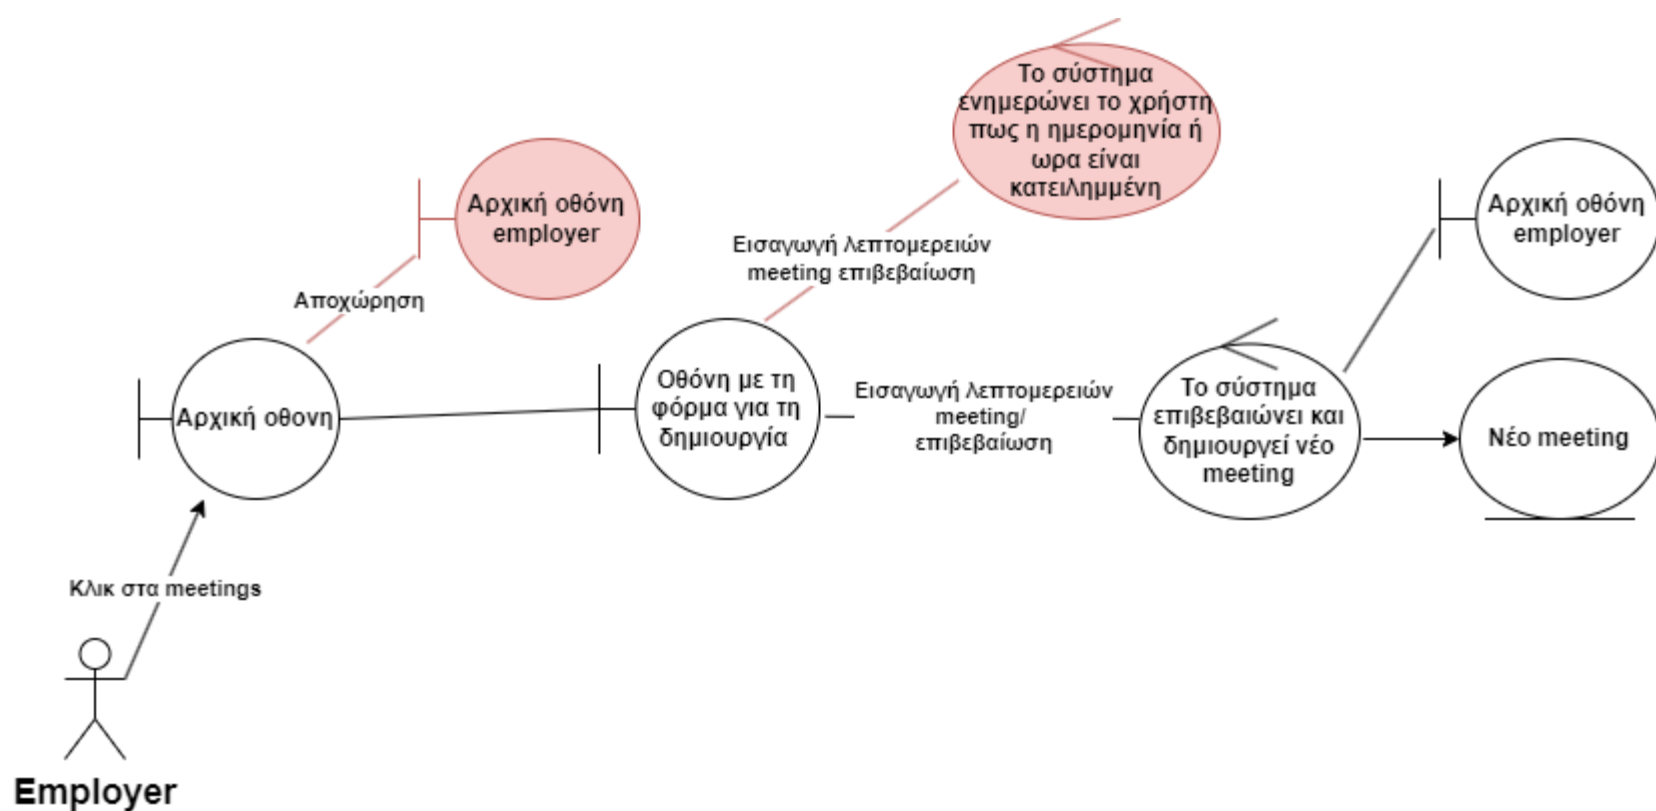 Το σύστημα
ενημερώνει το χρήστη
πως η ημερομηνία ή
ωρα είναι
κατειλημμένη
Αρχική οθόνη
employer
Αρχική οθόνη
employer
Εισαγωγή λεπτομερειών
meeting επιβεβαίωση
Αποχώρηση
Αρχική οθονη
Οθόνη με τη
φόρμα για τη
δημιουργία
Εισαγωγή λεπτομερειών
meeting/
επιβεβαίωση
Το σύστημα
επιβεβαιώνει και
δημιουργεί νέο
meeting
Νέο meeting
Κλικ στα meetings
Employer